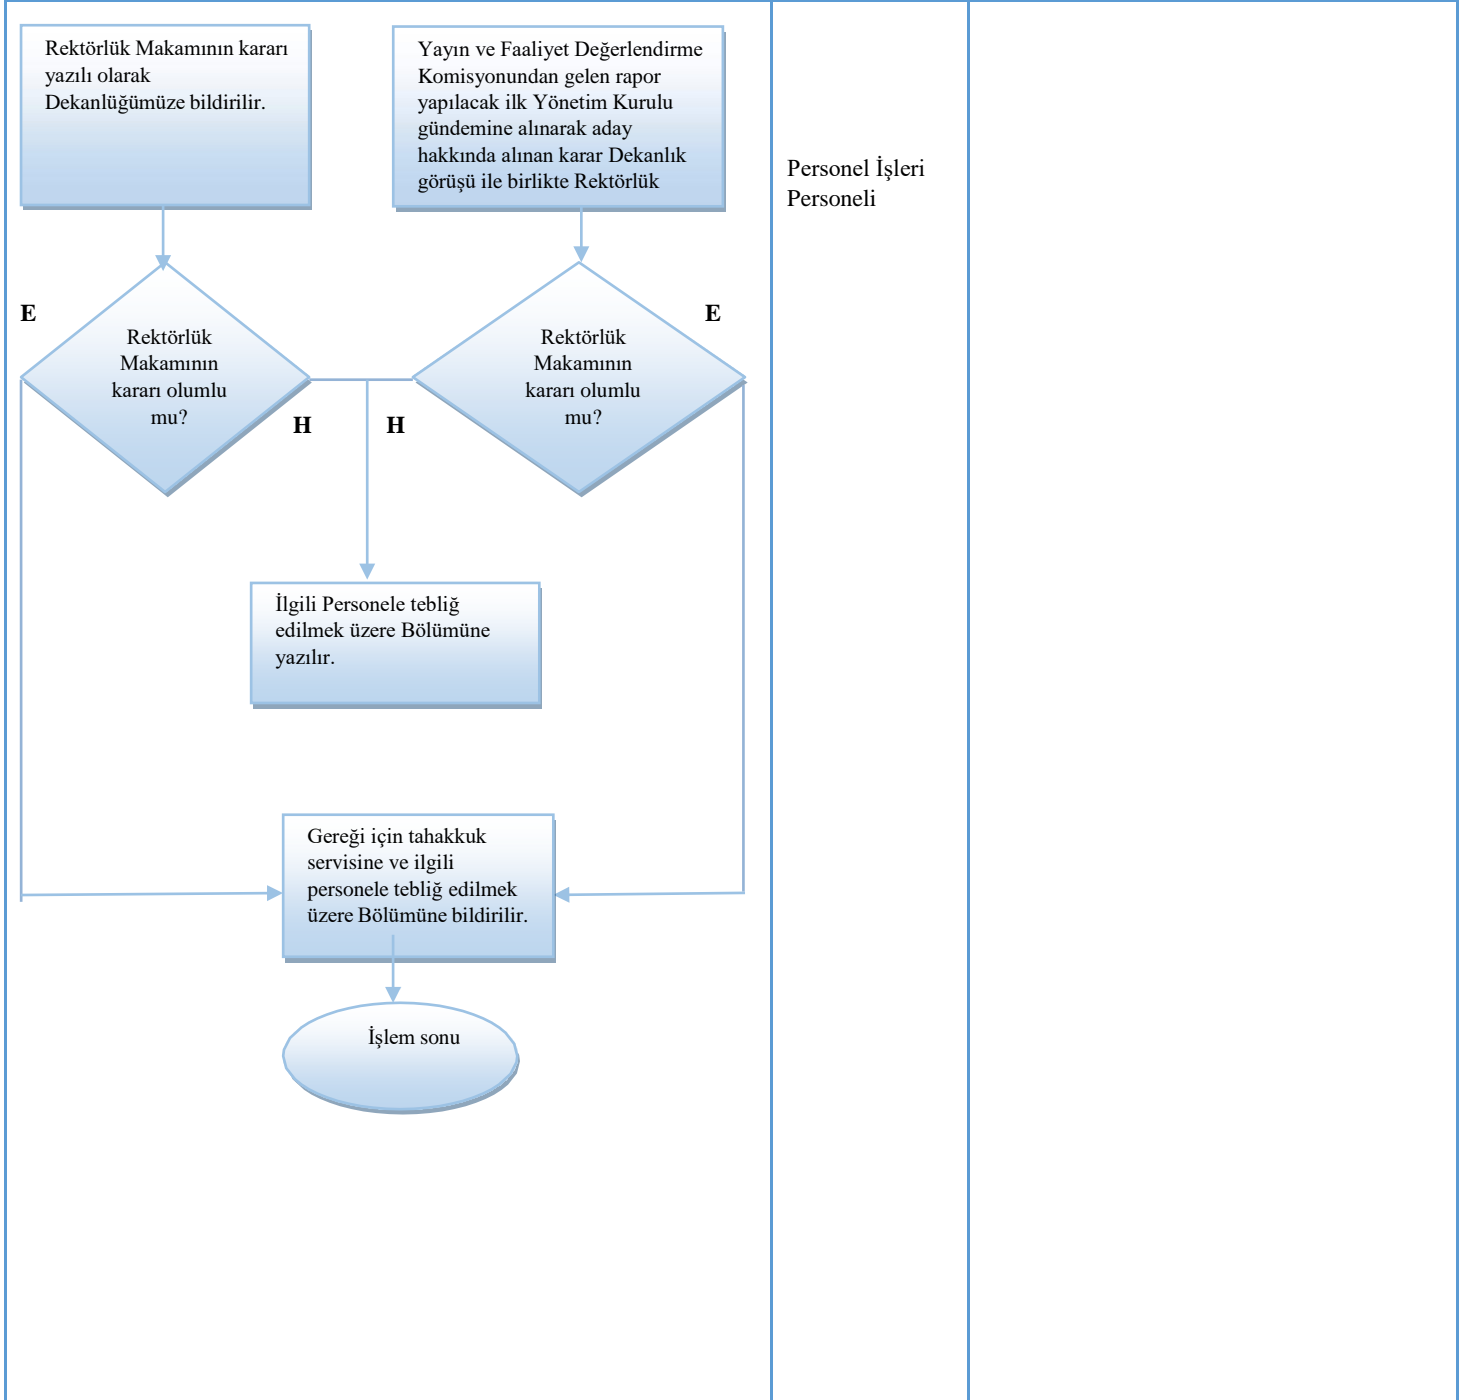 Rektörlük Makamının kararı
yazılı olarak
Dekanlüğümüze bildirilir.
Yayın ve Faaliyet Değerlendirme
Komisyonundan gelen rapor
yapılacak ilk Yönetim Kurulu
gündemine alınarak aday
hakkında alınan karar Dekanlık
görüşü ile birlikte Rektörlük
Personel İşleri
Personeli
E
Rektörlük
Makamının
kararı olumlu
mu?
H
H
Rektörlük
Makamının
kararı olumlu
mu?
E
İlgili Personele tebliğ
edilmek üzere Bölümüne
yazılır.
Gereği için tahakkuk
servisine ve ilgili
personele tebliğ edilmek
üzere Bölümüne bildirilir.
İşlem sonu